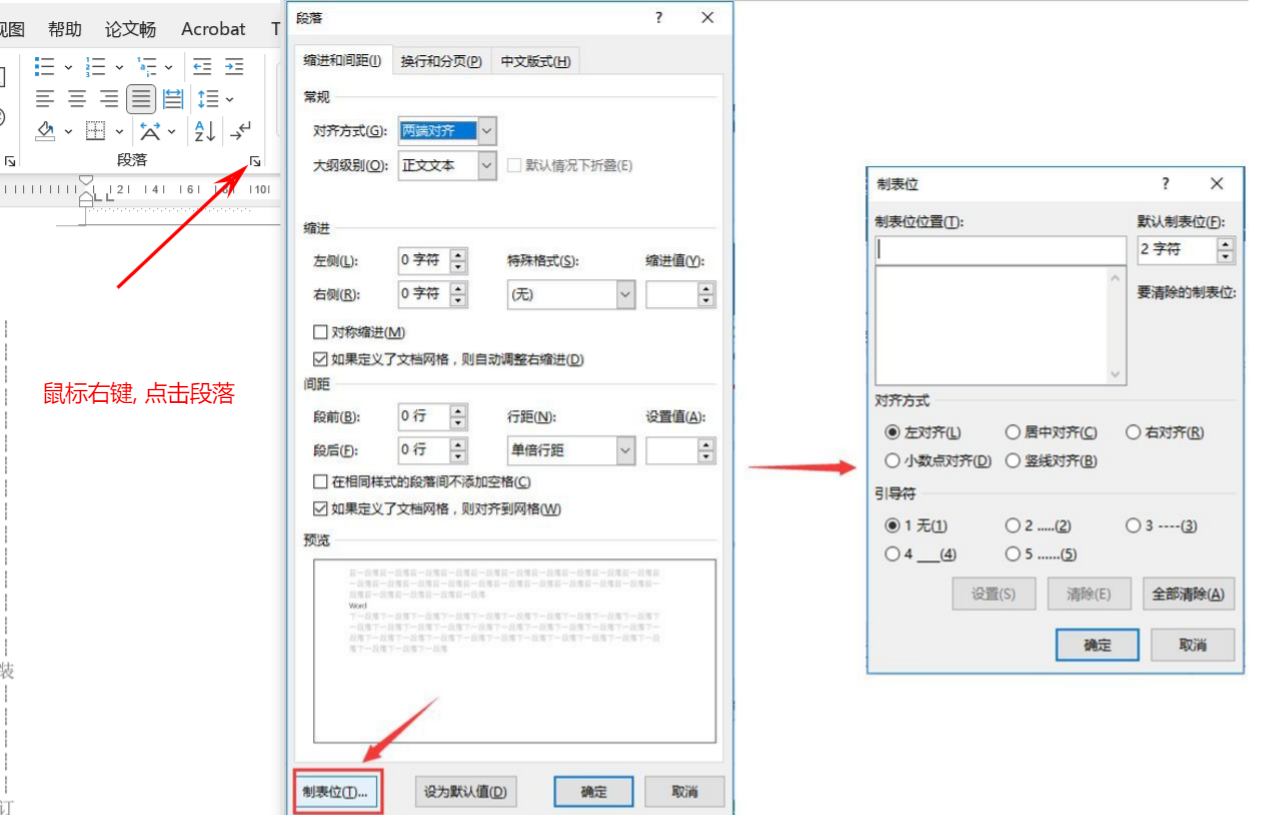 视图 帮助 论文畅 Acrobat T
段落
2 4 6 8 10
鼠标右键, 点击段落
装
订
段落 ? ×
缩进和间距(I) 换行和分页(P) 中文版式(H)
常规
对齐方式(G): 两端对齐
大纲级别(O): 正文文本 默认情况下折叠(E)
缩进
左侧(L): 0 字符 特殊格式(S): 缩进值(Y):
右侧(R): 0 字符 (无)
对称缩进(M)
如果定义了文档网格，则自动调整右缩进(D)
间距
段前(B): 0 行 行距(N): 设置值(A):
段后(F): 0 行 单倍行距
在相同样式的段落间不添加空格(C)
如果定义了文档网格，则对齐到网格(W)
预览
Word
制表位(T)... 设为默认值(D) 确定 取消
制表位 ? ×
制表位位置(T): 默认制表位(F):
2 字符
要清除的制表位:
对齐方式
左对齐(L) 居中对齐(C) 右对齐(R)
小数点对齐(D) 竖线对齐(B)
引导符
1 无(1) 2 .....(2) 3 ----(3)
4 ___(4) 5 ......(5)
设置(S) 清除(E) 全部清除(A)
确定 取消